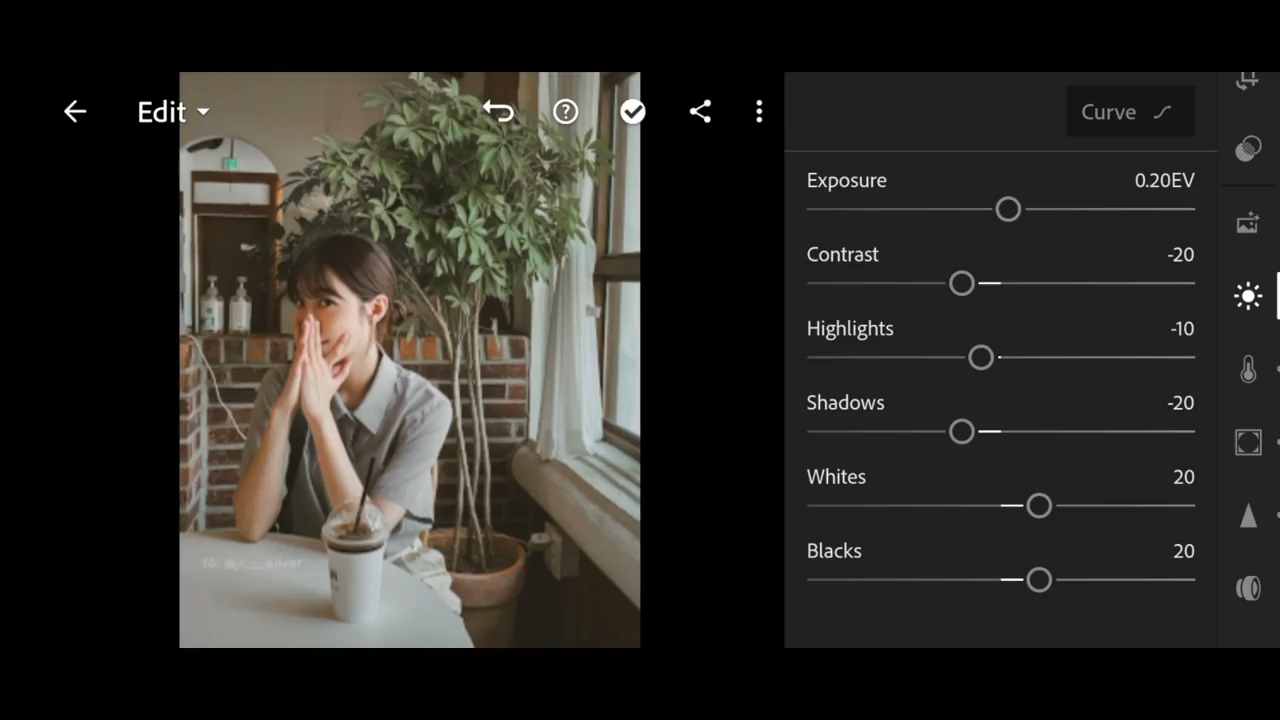 Edit
Curve
Exposure 0.20EV
Contrast -20
Highlights -10
Shadows -20
Whites 20
Blacks 20